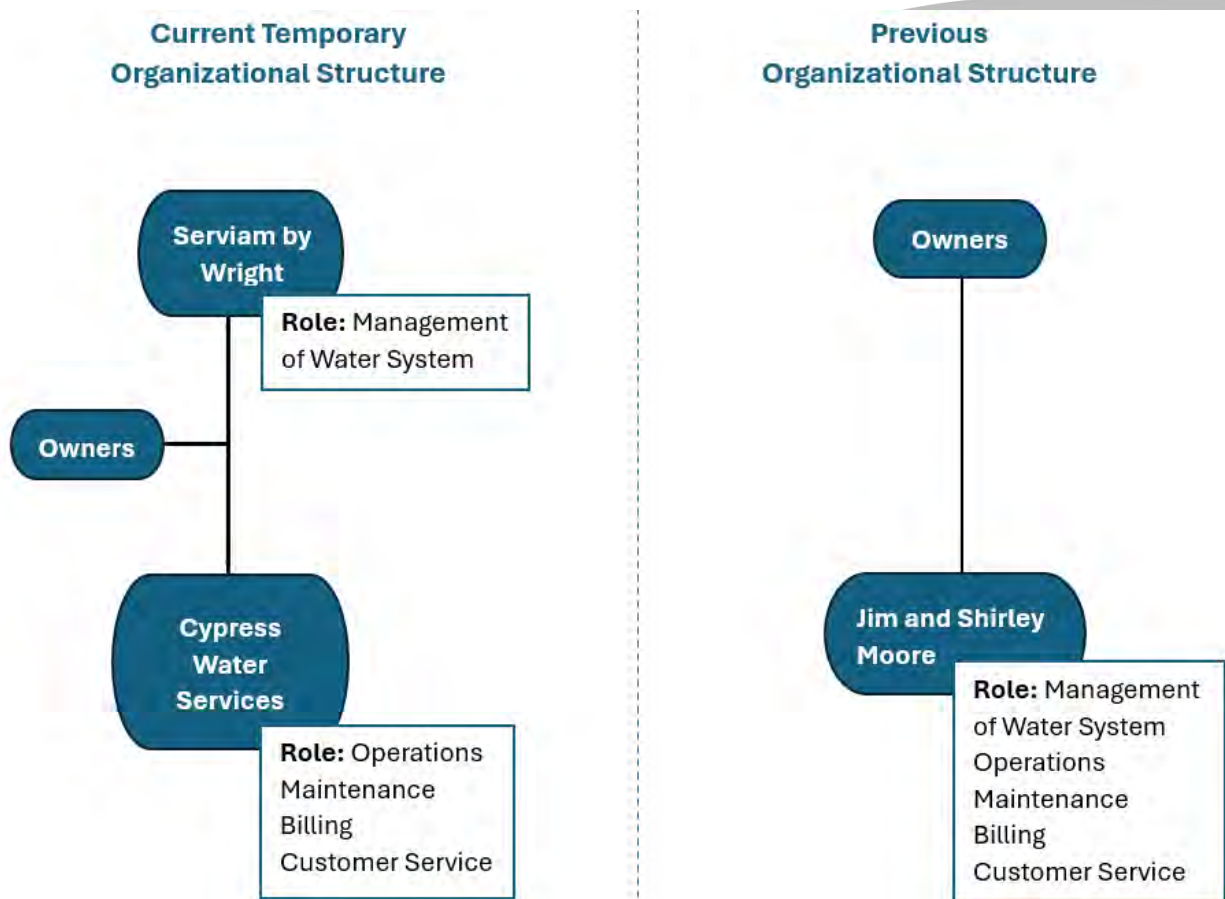 Current Temporary
Organizational Structure
Serviam by
Wright
Role: Management
of Water System
Owners
Cypress
Water
Services
Role: Operations
Maintenance
Billing
Customer Service
Previous
Organizational Structure
Owners
Jim and Shirley
Moore
Role: Management
of Water System
Operations
Maintenance
Billing
Customer Service